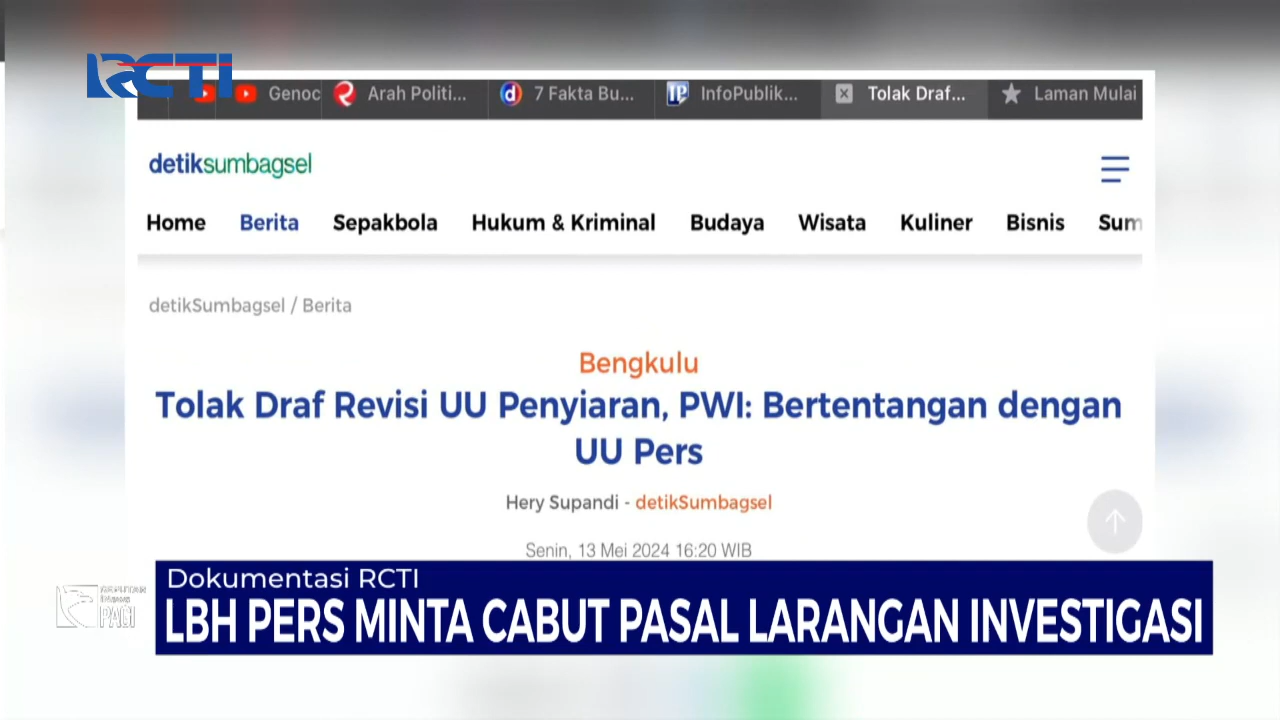 RCTI
Genoc
Arah Politi...
7 Fakta Bu...
InfoPublik...
Tolak Draf...
Laman Mulai
detiksumbagsel
Home Berita Sepakbola Hukum & Kriminal Budaya Wisata Kuliner Bisnis Sum
detikSumbagsel / Berita
Bengkulu
Tolak Draf Revisi UU Penyiaran, PWI: Bertentangan dengan
UU Pers
Hery Supandi - detikSumbagsel
Senin, 13 Mei 2024 16:20 WIB
Dokumentasi RCTI
LBH PERS MINTA CABUT PASAL LARANGAN INVESTIGASI
PAGI